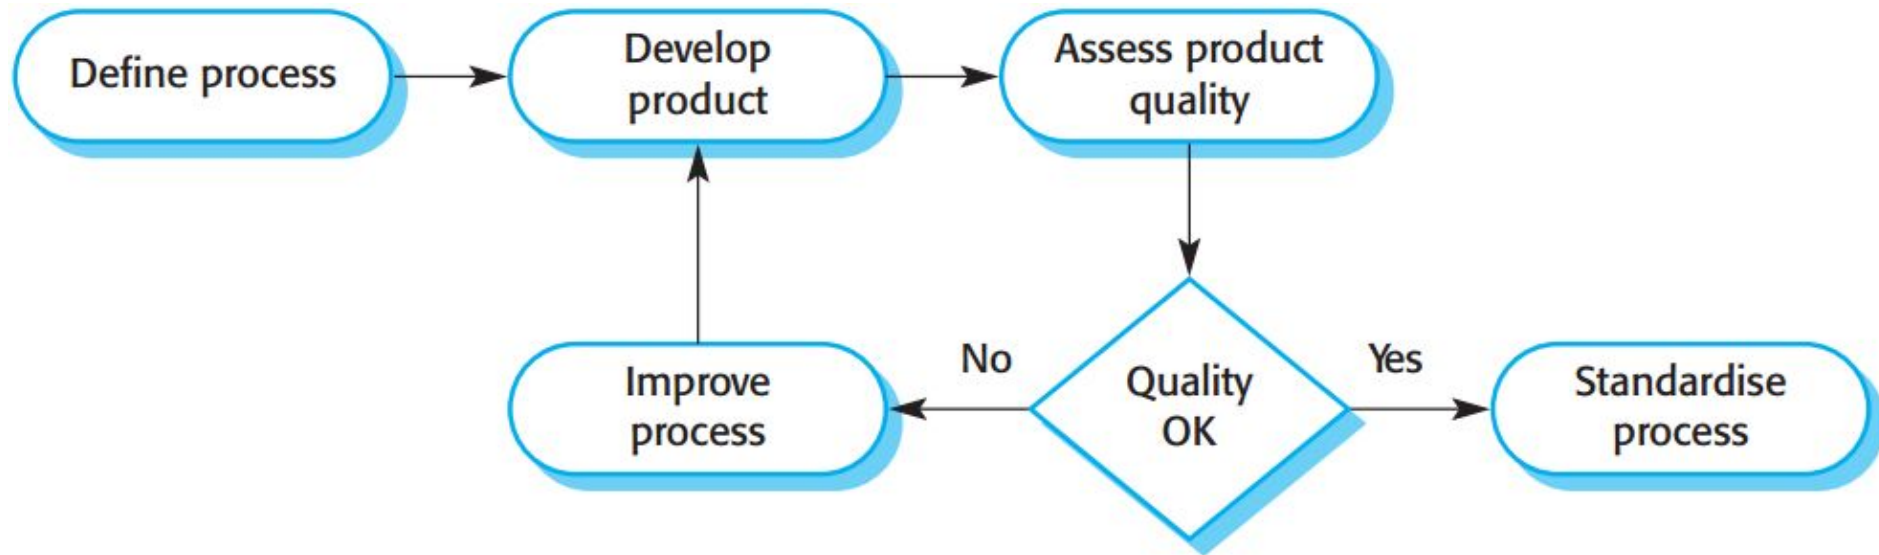 Define process
Develop
product
Assess product
quality
No
Yes
Improve
process
Quality
OK
Standardise
process